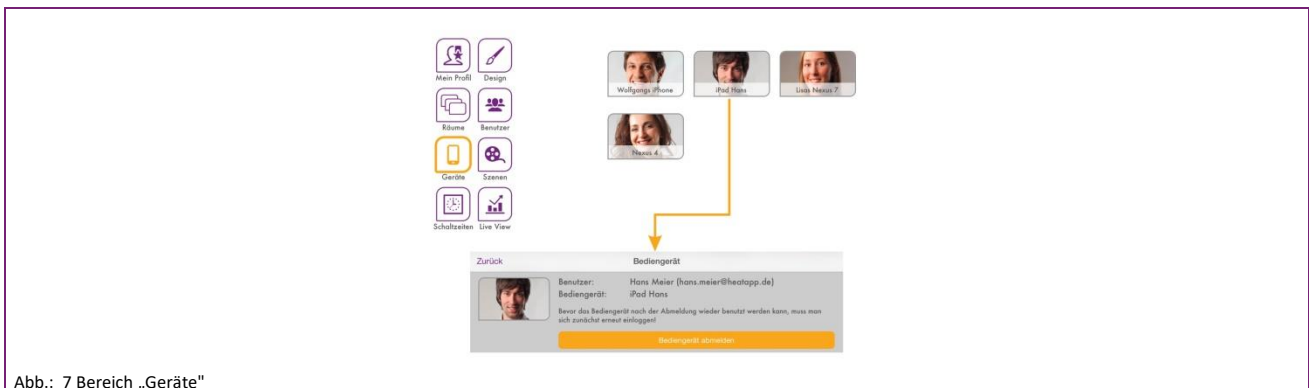 Mein Profil
Design
Wolfgangs iPhone
iPad Hans
Lisas Nexus 7
Räume
Benutzer
Nexus 4
Geräte
Szenen
Schaltzeiten
Live View
Zurück
Bediengerät
Benutzer: Hans Meier (hans.meier@heatapp.de)
Bediengerät: iPad Hans
Bevor das Bediengerät nach der Abmeldung wieder benutzt werden kann, muss man
sich zunächst erneut einloggen!
Bediengerät abmelden
Abb.: 7 Bereich „Geräte"